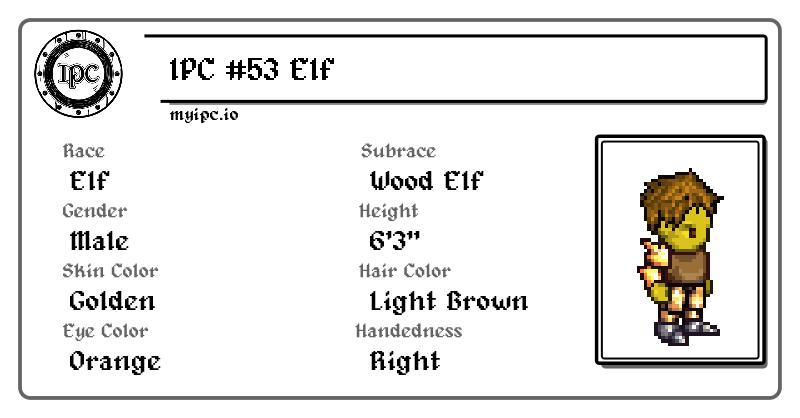 IPC
IPC #53 Elf
myipc.io
Race
Elf
Subrace
Wood Elf
Gender
Male
Height
6'3"
Skin Color
Golden
Hair Color
Light Brown
Eye Color
Orange
Handedness
Right